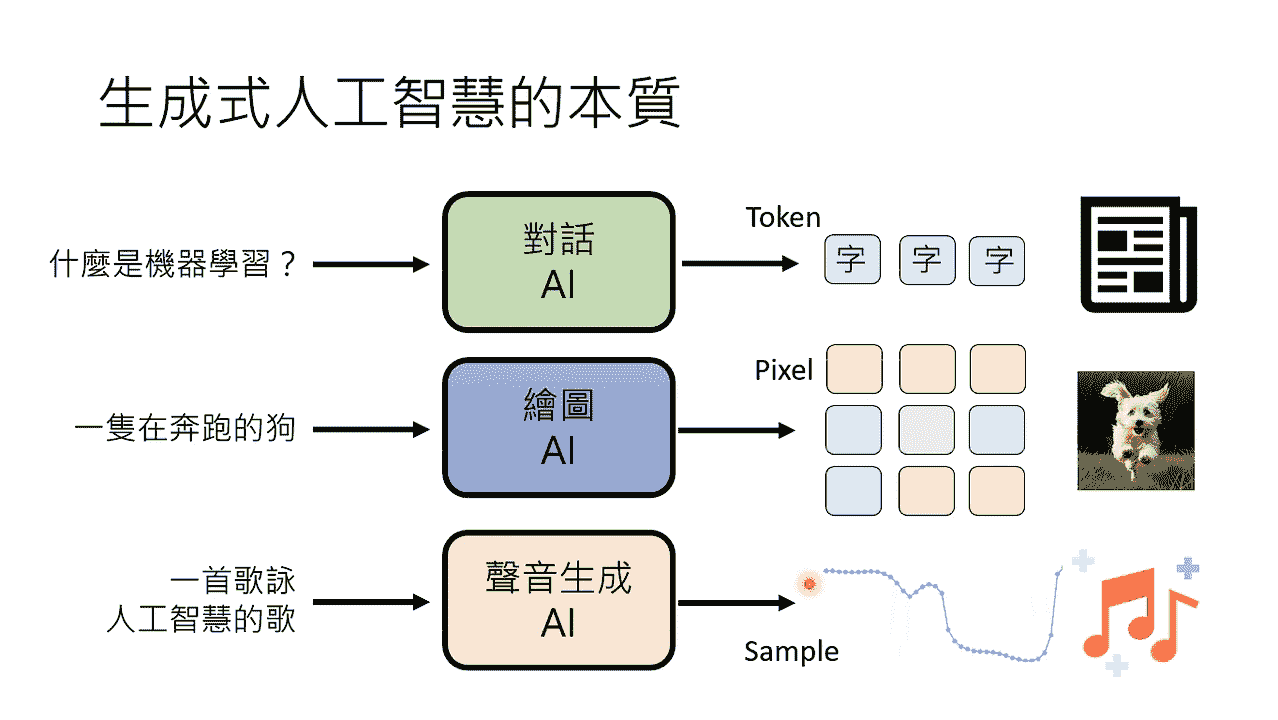 生成式人工智慧的本質
什麼是機器學習？
對話
AI
Token
字 字 字
一隻在奔跑的狗
繪圖
AI
Pixel
一首歌詠
人工智慧的歌
聲音生成
AI
Sample